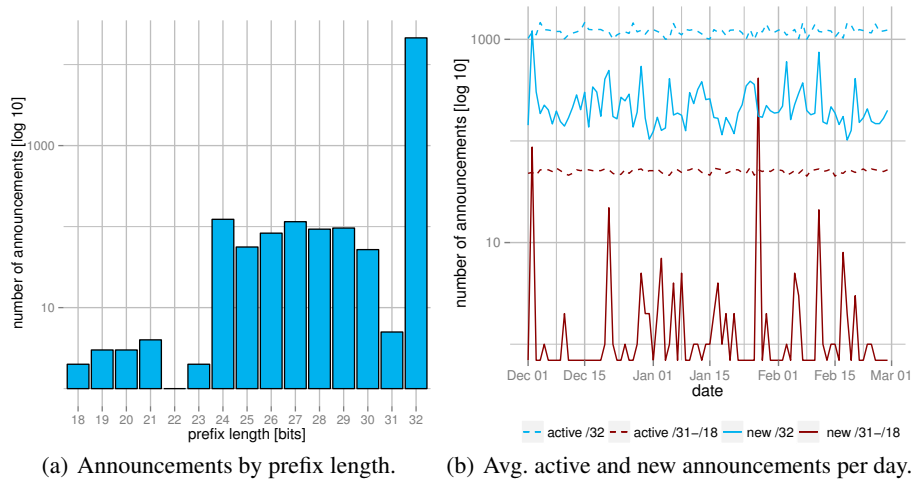 number of announcements [log 10]
1000
10
18 19 20 21 22 23 24 25 26 27 28 29 30 31 32
prefix length [bits]
(a) Announcements by prefix length.
number of announcements [log 10]
1000
10
Dec 01 Dec 15 Jan 01 Jan 15 Feb 01 Feb 15 Mar 01
date
active /32 active /31−/18 new /32 new /31−/18
(b) Avg. active and new announcements per day.